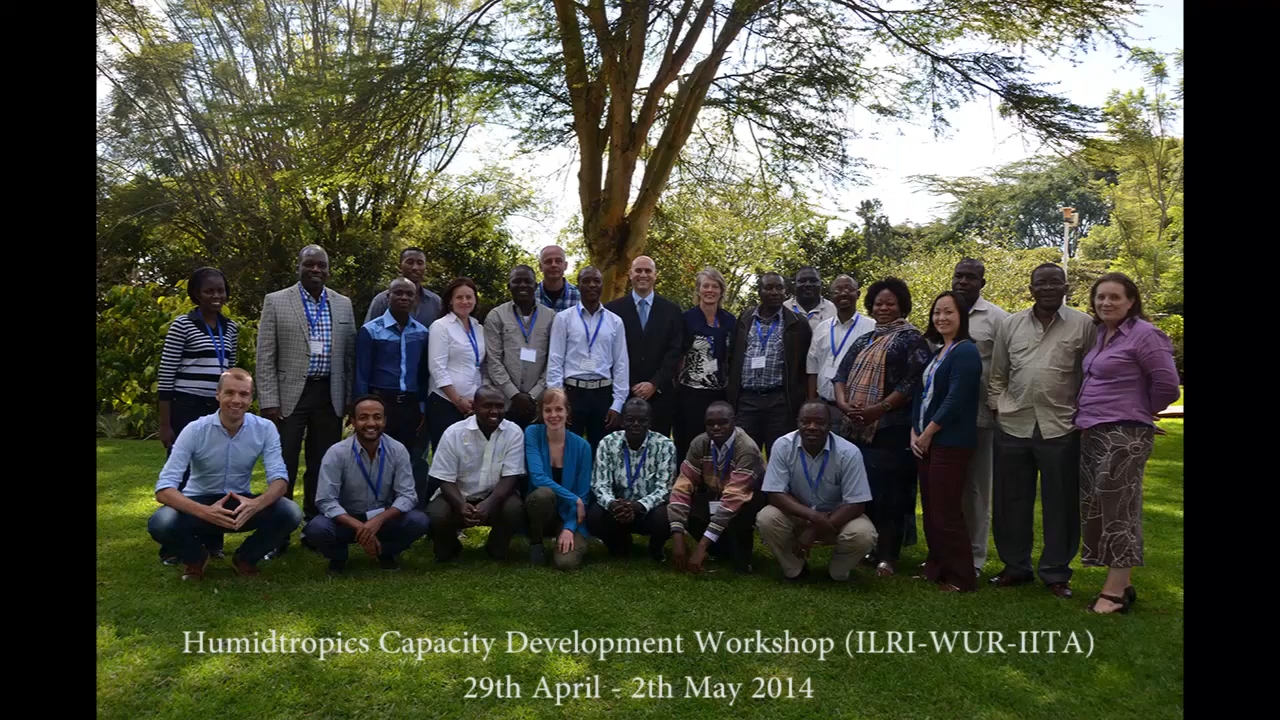 Humidtropics Capacity Development Workshop (ILRI-WUR-IITA)
29th April - 2th May 2014